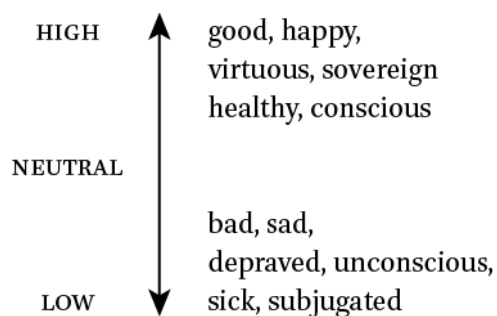 HIGH
good, happy,
virtuous, sovereign
healthy, conscious
NEUTRAL
bad, sad,
depraved, unconscious,
LOW
sick, subjugated